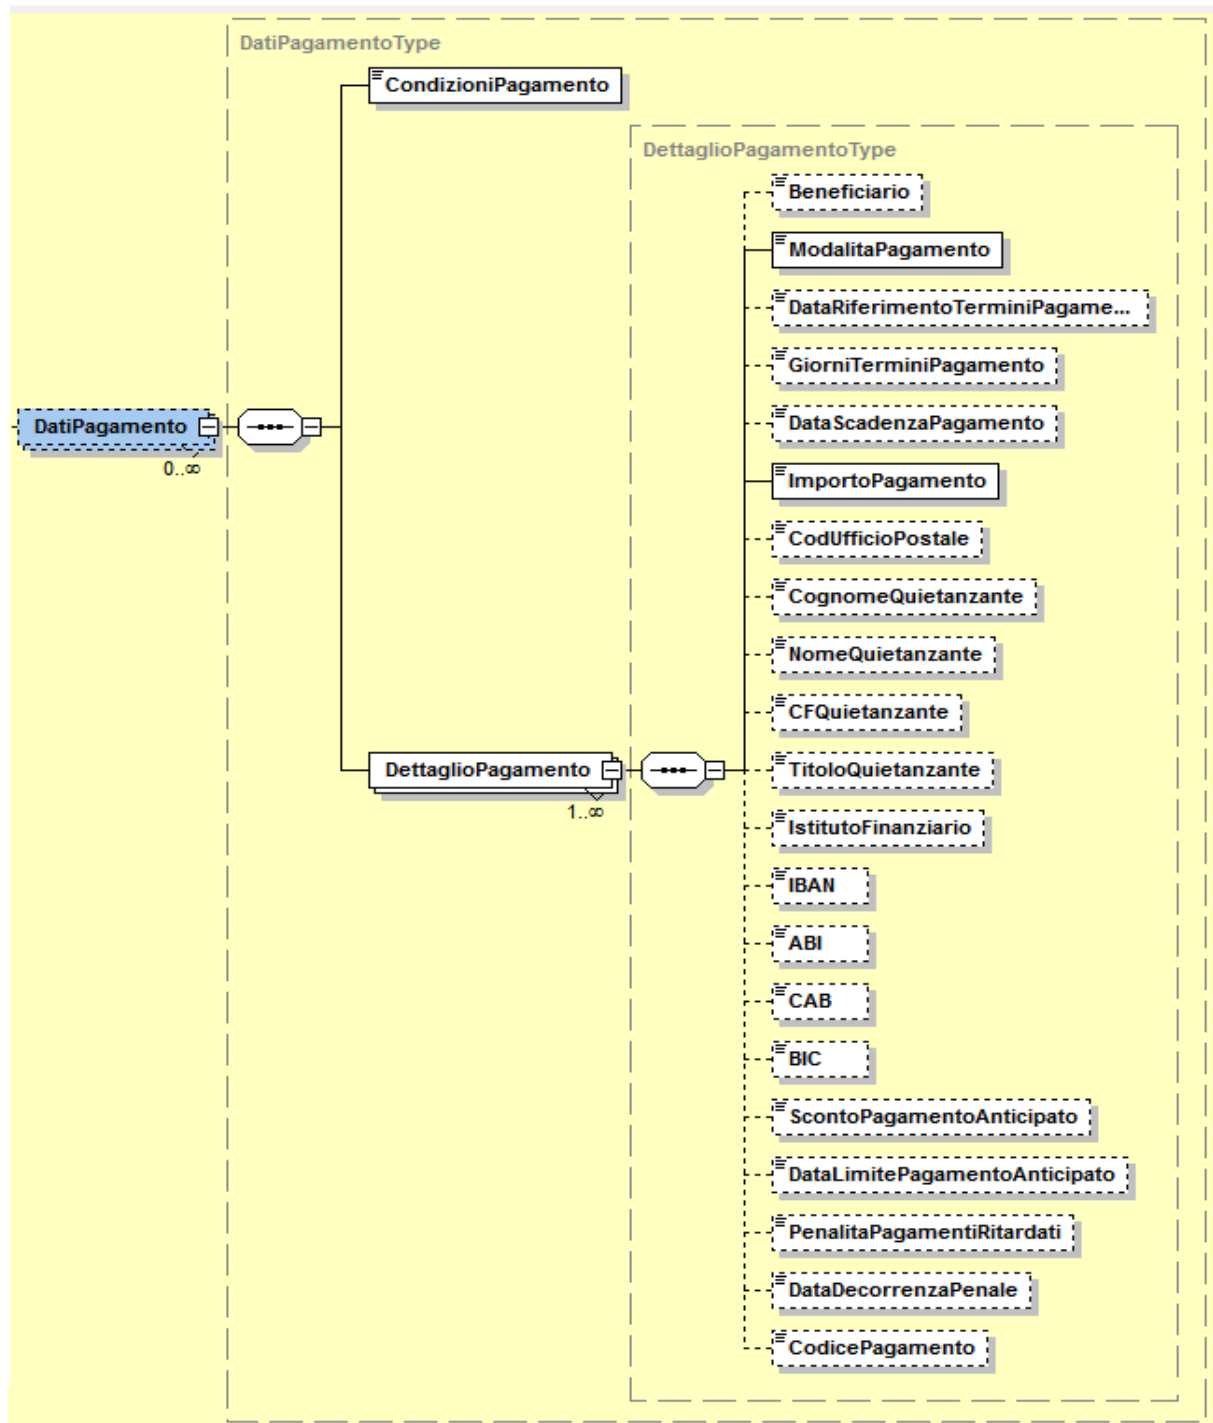 DatiPagamentoType
CondizioniPagamento
DettaglioPagamentoType
Beneficiario
ModalitaPagamento
DataRiferimentoTerminiPagame...
GiorniTerminiPagamento
DataScadenzaPagamento
DatiPagamento
0..∞
ImportoPagamento
CodUfficioPostale
CognomeQuietanzante
NomeQuietanzante
CFQuietanzante
DettaglioPagamento
1..∞
TitoloQuietanzante
IstitutoFinanziario
IBAN
ABI
CAB
BIC
ScontoPagamentoAnticipato
DataLimitePagamentoAnticipato
PenalitaPagamentiRitardati
DataDecorrenzaPenale
CodicePagamento